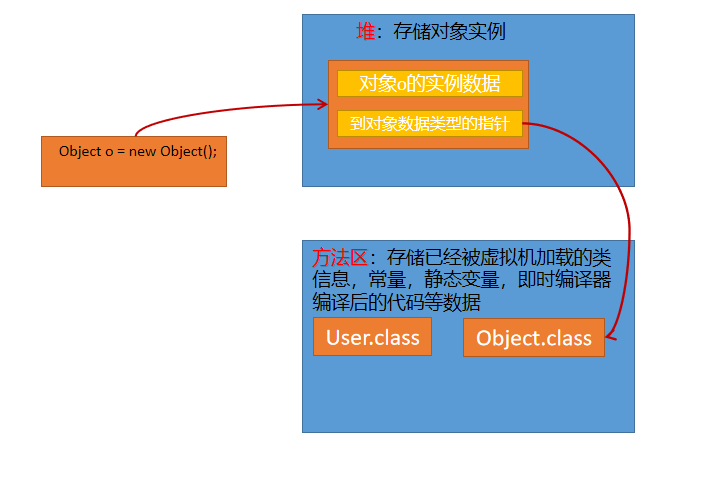 堆：存储对象实例
对象o的实例数据
到对象数据类型的指针
Object o = new Object();
方法区：存储已经被虚拟机加载的类
信息，常量，静态变量，即时编译器
编译后的代码等数据
User.class
Object.class